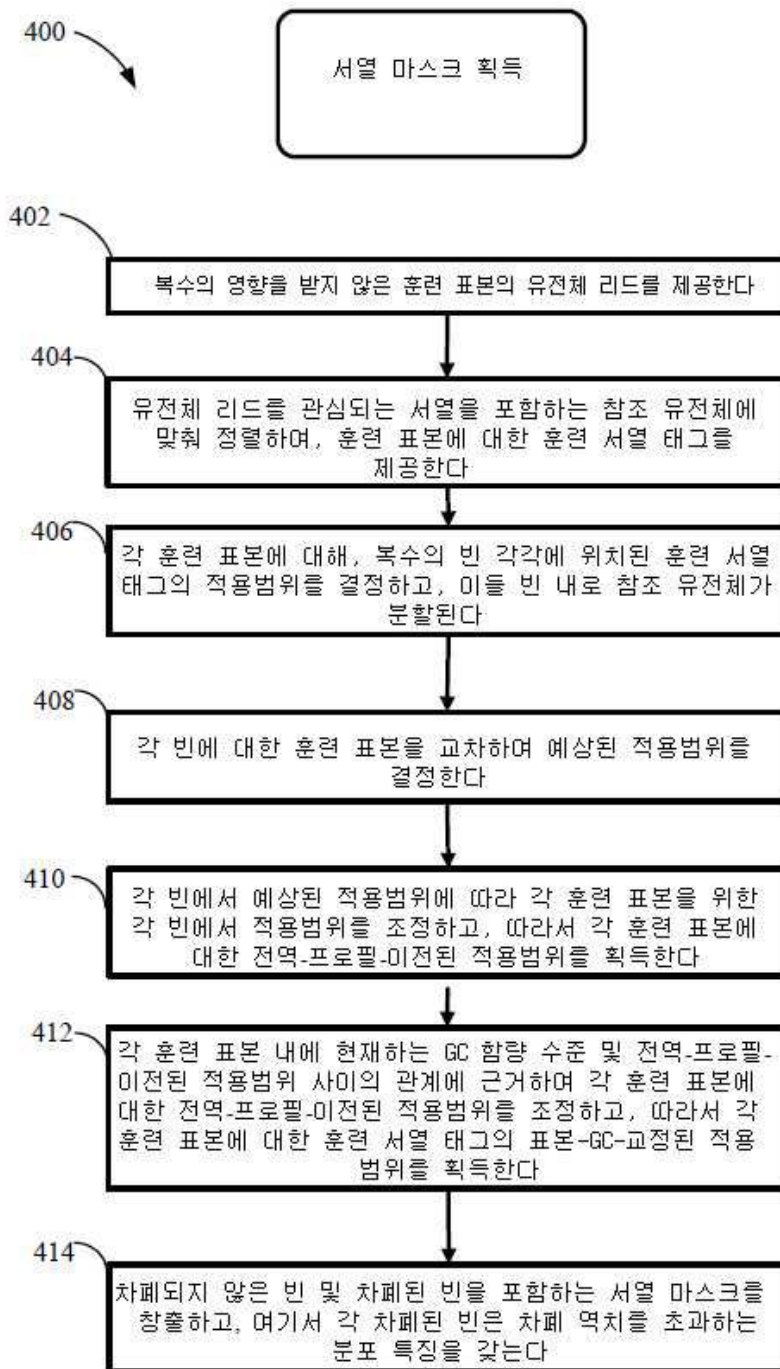 400
서열 마스크 획득
402
복수의 영향을 받지 않은 훈련 표본의 유전체 리드를 제공한다
404
유전체 리드를 관심되는 서열을 포함하는 참조 유전체에
맞춰 정렬하며, 훈련 표본에 대한 훈련 서열 태그를
제공한다
406
각 훈련 표본에 대해, 복수의 빈 각각에 위치된 훈련 서열
태그의 적용범위를 결정하고, 이들 빈 내로 참조 유전체가
분할된다
408
각 빈에 대한 훈련 표본을 교차하여 예상된 적용범위를
결정한다
410
각 빈에서 예상된 적용범위에 따라 각 훈련 표본을 위한
각 빈에서 적용범위를 조정하고, 따라서 각 훈련 표본에
대한 전역-프로필-이전된 적용범위를 획득한다
412
각 훈련 표본 내에 현재하는 GC 함량 수준 및 전역-프로필-
이전된 적용범위 사이의 관계에 근거하여 각 훈련 표본에
대한 전역-프로필-이전된 적용범위를 조정하고, 따라서 각
훈련 표본에 대한 훈련 서열 태그의 표본-GC-교정된 적용
범위를 획득한다
414
차폐되지 않은 빈 및 차폐된 빈을 포함하는 서열 마스크를
창출하고, 여기서 각 차폐된 빈은 차폐 역치를 초과하는
분포 특징을 갖는다